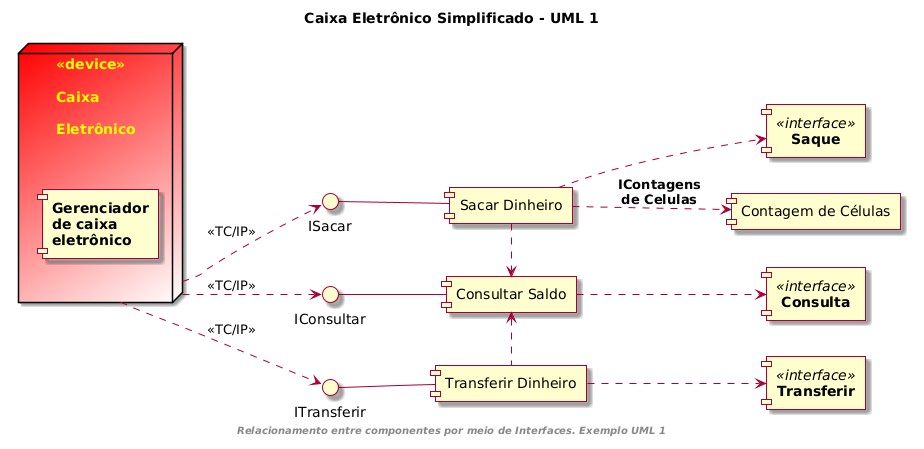 Caixa Eletrônico Simplificado - UML 1
«device»
Caixa
Eletrônico
Gerenciador
de caixa
eletrônico
«TC/IP»
«TC/IP»
«TC/IP»
ISacar
IConsultar
ITransferir
Sacar Dinheiro
Consultar Saldo
Transferir Dinheiro
IContagens
de Celulas
«interface»
Saque
Contagem de Células
«interface»
Consulta
«interface»
Transferir
Relacionamento entre componentes por meio de Interfaces. Exemplo UML 1